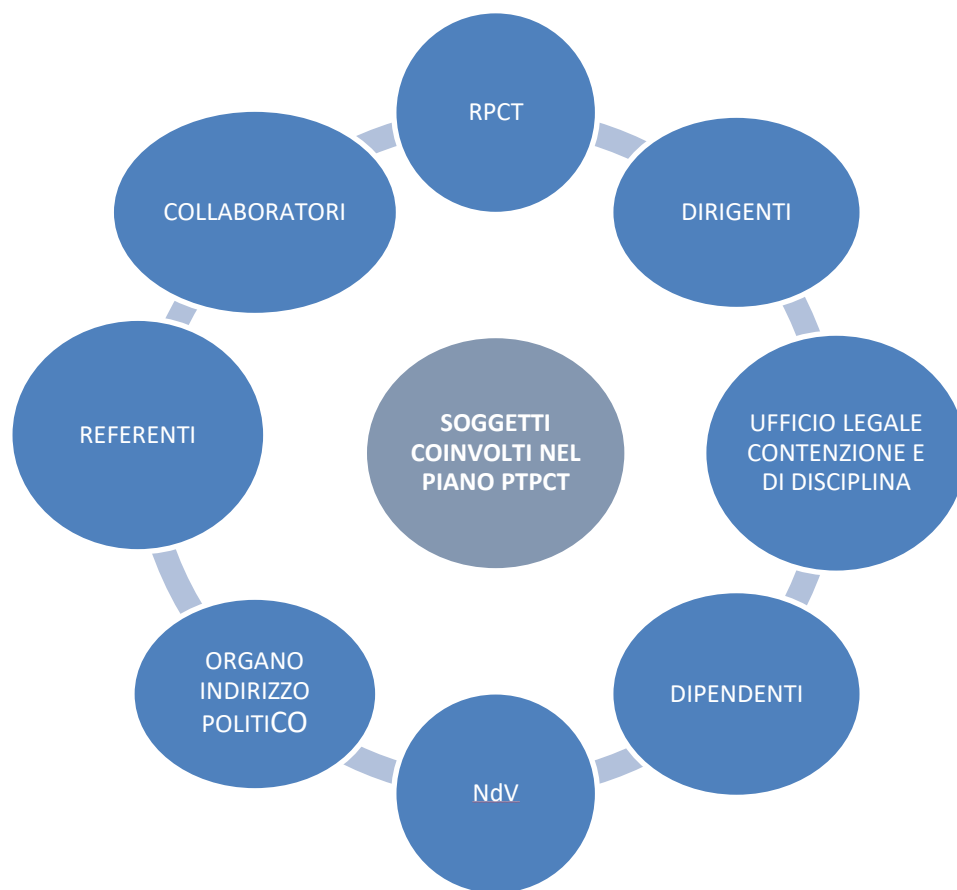 RPCT
COLLABORATORI
DIRIGENTI
REFERENTI
SOGGETTI
COINVOLTI NEL
PIANO PTPCT
UFFICIO LEGALE
CONTENZIONE E
DI DISCIPLINA
ORGANO
INDIRIZZO
POLITICO
DIPENDENTI
NdV